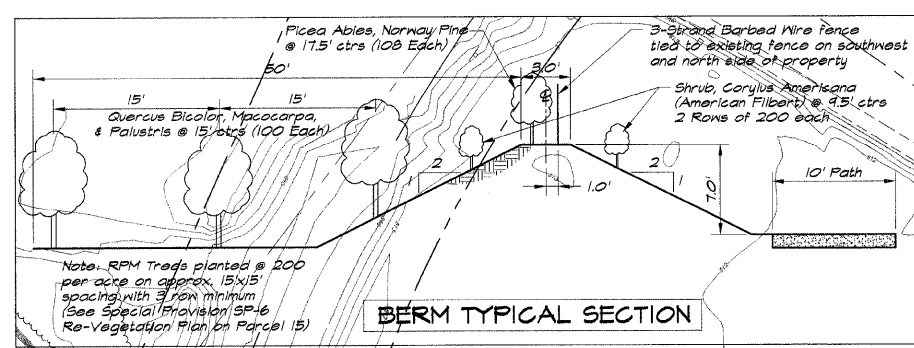 Picea Abies, Norway Pine
@ 17.5' ctrs (108 Each)
3-Strand Barbed Wire fence
tied to existing fence on southwest
and north side of property
50'
3.0'
Shrub, Corylus Americana
(American Filbert) @ 9.5' ctrs
2 Rows of 200 each
15'
15'
Quercus Bicolor, Macocarpa,
& Palustris @ 15' ctrs (100 Each)
2
1
2
1
1.0'
7.0'
10' Path
Note: RPM Trees planted @ 200
per acre on approx. 15'x15'
spacing with 3 row minimum
(See Special Provision SP-6
Re-Vegetation Plan on Parcel 15)
BERM TYPICAL SECTION